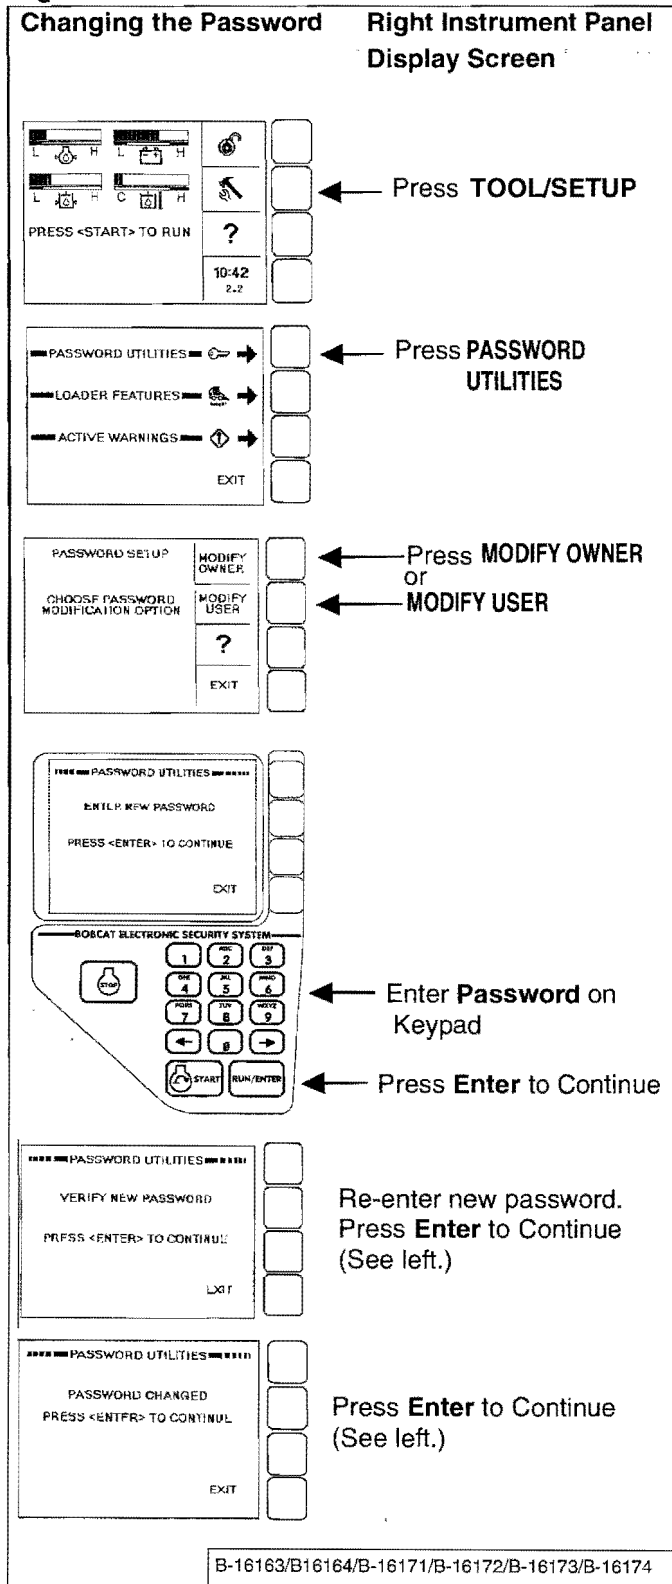 Changing the Password
Right Instrument Panel
Display Screen
L H L H
L H C H
PRESS <START> TO RUN
?
10:42
2.2
Press TOOL/SETUP
PASSWORD UTILITIES
LOADER FEATURES
ACTIVE WARNINGS
EXIT
Press PASSWORD
UTILITIES
PASSWORD SETUP
CHOOSE PASSWORD
MODIFICATION OPTION
MODIFY
OWNER
MODIFY
USER
?
EXIT
Press MODIFY OWNER
or
MODIFY USER
PASSWORD UTILITIES
ENTER NEW PASSWORD
PRESS <ENTER> TO CONTINUE
EXIT
BOBCAT ELECTRONIC SECURITY SYSTEM
STOP
1
ABC
2
DEF
3
GHI
4
JKL
5
MNO
6
PQRS
7
TUV
8
WXYZ
9
0
START
RUN/ENTER
Enter Password on
Keypad
Press Enter to Continue
PASSWORD UTILITIES
VERIFY NEW PASSWORD
PRESS <ENTER> TO CONTINUE
EXIT
Re-enter new password.
Press Enter to Continue
(See left.)
PASSWORD UTILITIES
PASSWORD CHANGED
PRESS <ENTER> TO CONTINUE
EXIT
Press Enter to Continue
(See left.)
B-16163/B16164/B-16171/B-16172/B-16173/B-16174